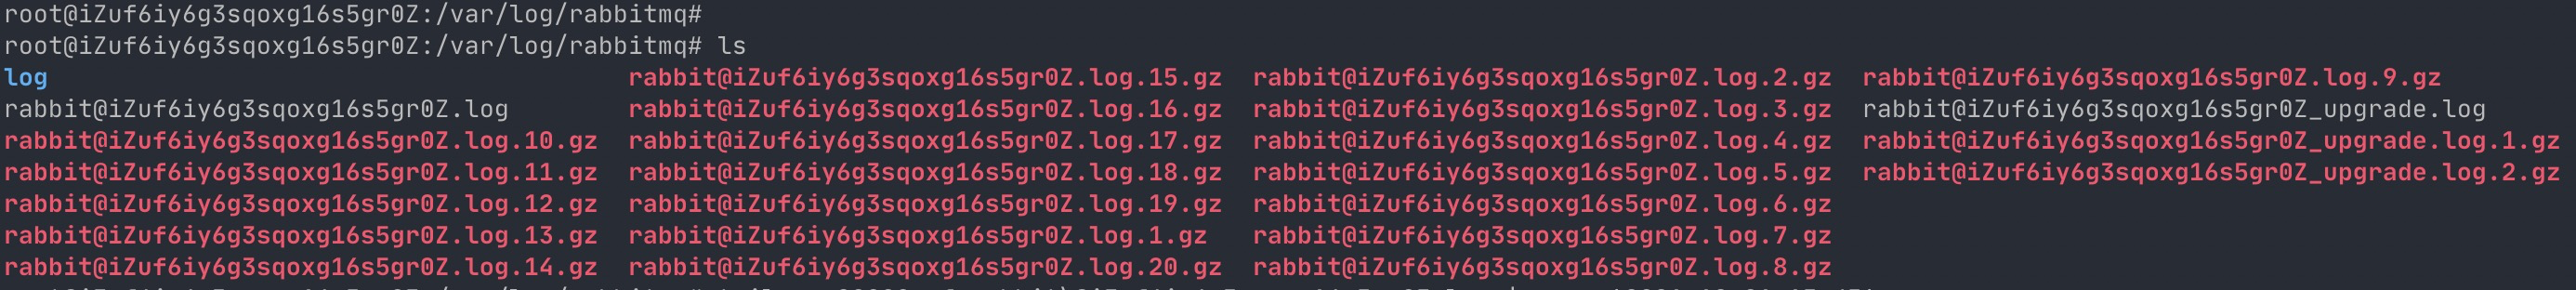 root@iZuf6iy6g3sqoxg16s5gr0Z:/var/log/rabbitmq#
root@iZuf6iy6g3sqoxg16s5gr0Z:/var/log/rabbitmq# ls
log rabbit@iZuf6iy6g3sqoxg16s5gr0Z.log.15.gz rabbit@iZuf6iy6g3sqoxg16s5gr0Z.log.2.gz rabbit@iZuf6iy6g3sqoxg16s5gr0Z.log.9.gz
rabbit@iZuf6iy6g3sqoxg16s5gr0Z.log rabbit@iZuf6iy6g3sqoxg16s5gr0Z.log.16.gz rabbit@iZuf6iy6g3sqoxg16s5gr0Z.log.3.gz rabbit@iZuf6iy6g3sqoxg16s5gr0Z_upgrade.log
rabbit@iZuf6iy6g3sqoxg16s5gr0Z.log.10.gz rabbit@iZuf6iy6g3sqoxg16s5gr0Z.log.17.gz rabbit@iZuf6iy6g3sqoxg16s5gr0Z.log.4.gz rabbit@iZuf6iy6g3sqoxg16s5gr0Z_upgrade.log.1.gz
rabbit@iZuf6iy6g3sqoxg16s5gr0Z.log.11.gz rabbit@iZuf6iy6g3sqoxg16s5gr0Z.log.18.gz rabbit@iZuf6iy6g3sqoxg16s5gr0Z.log.5.gz rabbit@iZuf6iy6g3sqoxg16s5gr0Z_upgrade.log.2.gz
rabbit@iZuf6iy6g3sqoxg16s5gr0Z.log.12.gz rabbit@iZuf6iy6g3sqoxg16s5gr0Z.log.19.gz rabbit@iZuf6iy6g3sqoxg16s5gr0Z.log.6.gz
rabbit@iZuf6iy6g3sqoxg16s5gr0Z.log.13.gz rabbit@iZuf6iy6g3sqoxg16s5gr0Z.log.1.gz rabbit@iZuf6iy6g3sqoxg16s5gr0Z.log.7.gz
rabbit@iZuf6iy6g3sqoxg16s5gr0Z.log.14.gz rabbit@iZuf6iy6g3sqoxg16s5gr0Z.log.20.gz rabbit@iZuf6iy6g3sqoxg16s5gr0Z.log.8.gz